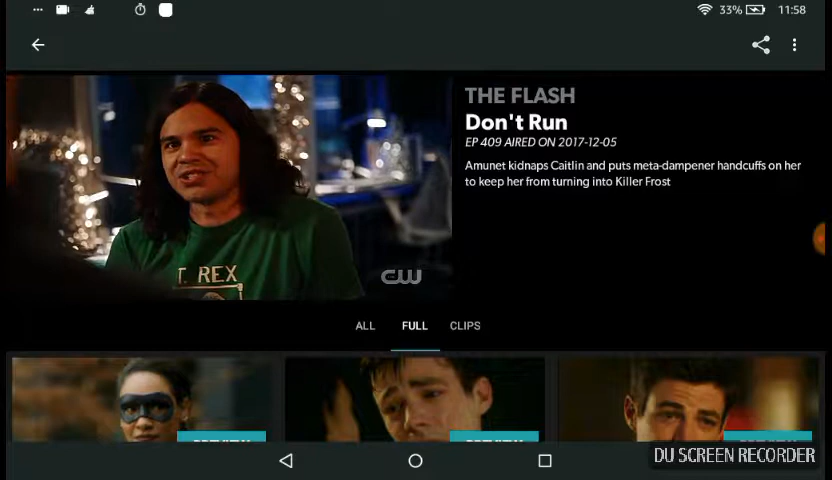 33% 11:58
THE FLASH
Don't Run
EP 409 AIRED ON 2017-12-05
Amunet kidnaps Caitlin and puts meta-dampener handcuffs on her
to keep her from turning into Killer Frost
T. REX
CW
ALL FULL CLIPS
DU SCREEN RECORDER